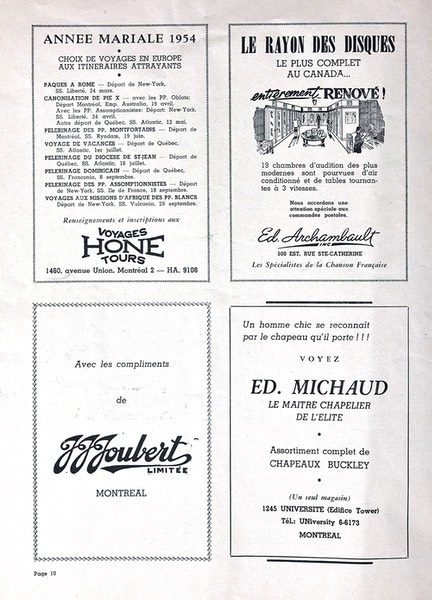 ANNEE MARIALE 1954
CHOIX DE VOYAGES EN EUROPE
AUX ITINERAIRES ATTRAYANTS
PAQUES A ROME — Départ de New-York,
SS. Liberté, 24 mars.
CANONISATION DE PIE X — avec les PP. Oblats:
Départ Montréal, Emp. Australia, 19 avril.
Avec les PP. Assomptionistes: Départ: New York.
SS. Liberté, 24 avril.
Autre départ de Québec, SS. Atlantic, 12 mai.
PELERINAGE DES PP. MONTFORTAINS — Départ de
Montréal, SS. Ryndam, 19 juin.
VOYAGE DE VACANCES — Départ de Québec,
SS. Atlantic, 1er juillet.
PELERINAGE DU DIOCESE DE ST-JEAN — Départ de
Québec, SS. Atlantic, 16 juillet.
PELERINAGE DOMINICAIN — Départ de Québec,
SS. Franconia, 8 septembre.
PELERINAGE DES PP. ASSOMPTIONISTES — Départ
de New-York, SS. Ile de France, 18 septembre.
VOYAGES AUX MISSIONS D'AFRIQUE DES PP. BLANCS
Départ de New-York, SS. Vulcania, 29 septembre.
Renseignements et inscriptions aux
VOYAGES
HONE
TOURS
1460, avenue Union, Montréal 2 — HA. 9108
LE RAYON DES DISQUES
LE PLUS COMPLET
AU CANADA...
entièrement RENOVÉ!
19 chambres d'audition des plus
modernes sont pourvues d'air
conditionné et de tables tournan-
tes à 3 vitesses.
Nous accordons une
attention spéciale aux
commandes postales.
Ed. Archambault
INC.
500 EST, RUE STE-CATHERINE
Les Spécialistes de la Chanson Française
Avec les compliments
de
JJJoubert
LIMITÉE
MONTREAL
Un homme chic se reconnaît
par le chapeau qu'il porte ! ! !
VOYEZ
ED. MICHAUD
LE MAITRE CHAPELIER
DE L'ELITE
Assortiment complet de
CHAPEAUX BUCKLEY
(Un seul magasin)
1245 UNIVERSITE (Edifice Tower)
Tél.: UNiversity 6-6173
MONTREAL
Page 10